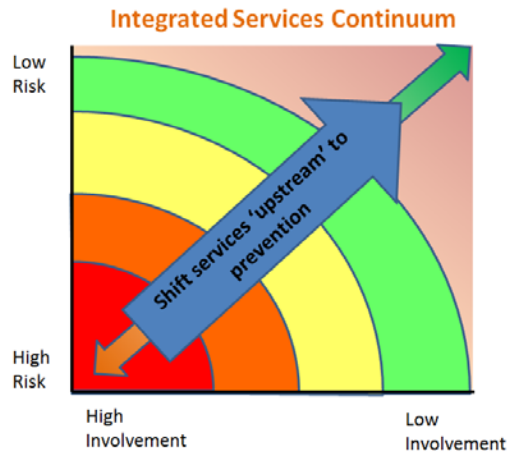 Integrated Services Continuum
Low
Risk
Shift services ‘upstream’ to
prevention
High
Risk
High
Involvement
Low
Involvement